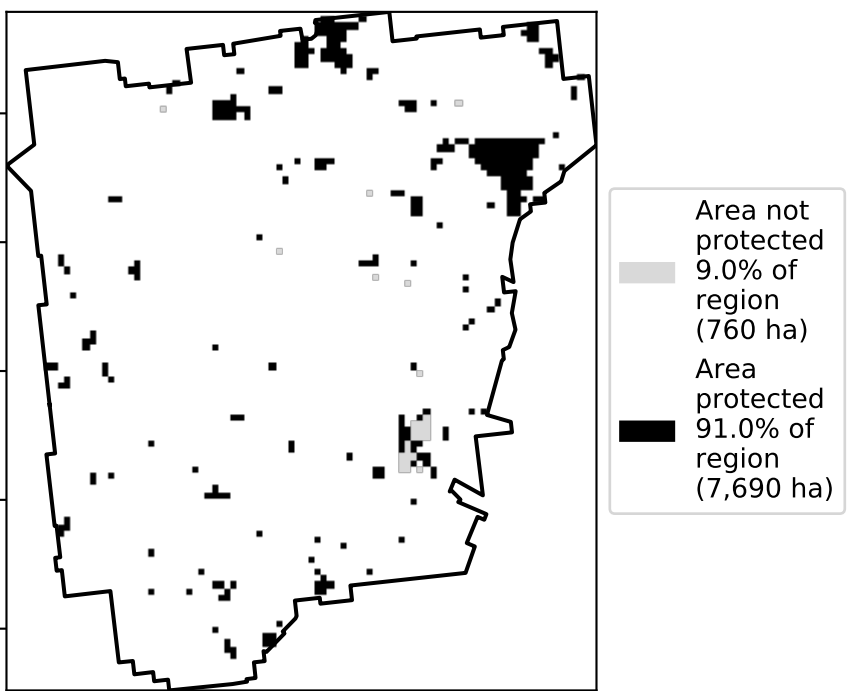 Area not
protected
9.0% of
region
(760 ha)
Area
protected
91.0% of
region
(7,690 ha)